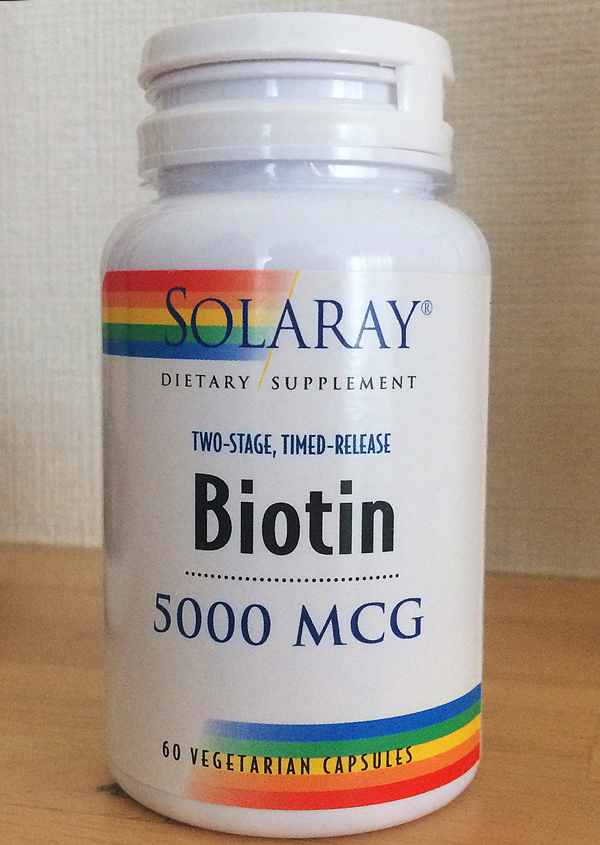 SOLARAY®
DIETARY SUPPLEMENT
TWO-STAGE, TIMED-RELEASE
Biotin
5000 MCG
60 VEGETARIAN CAPSULES